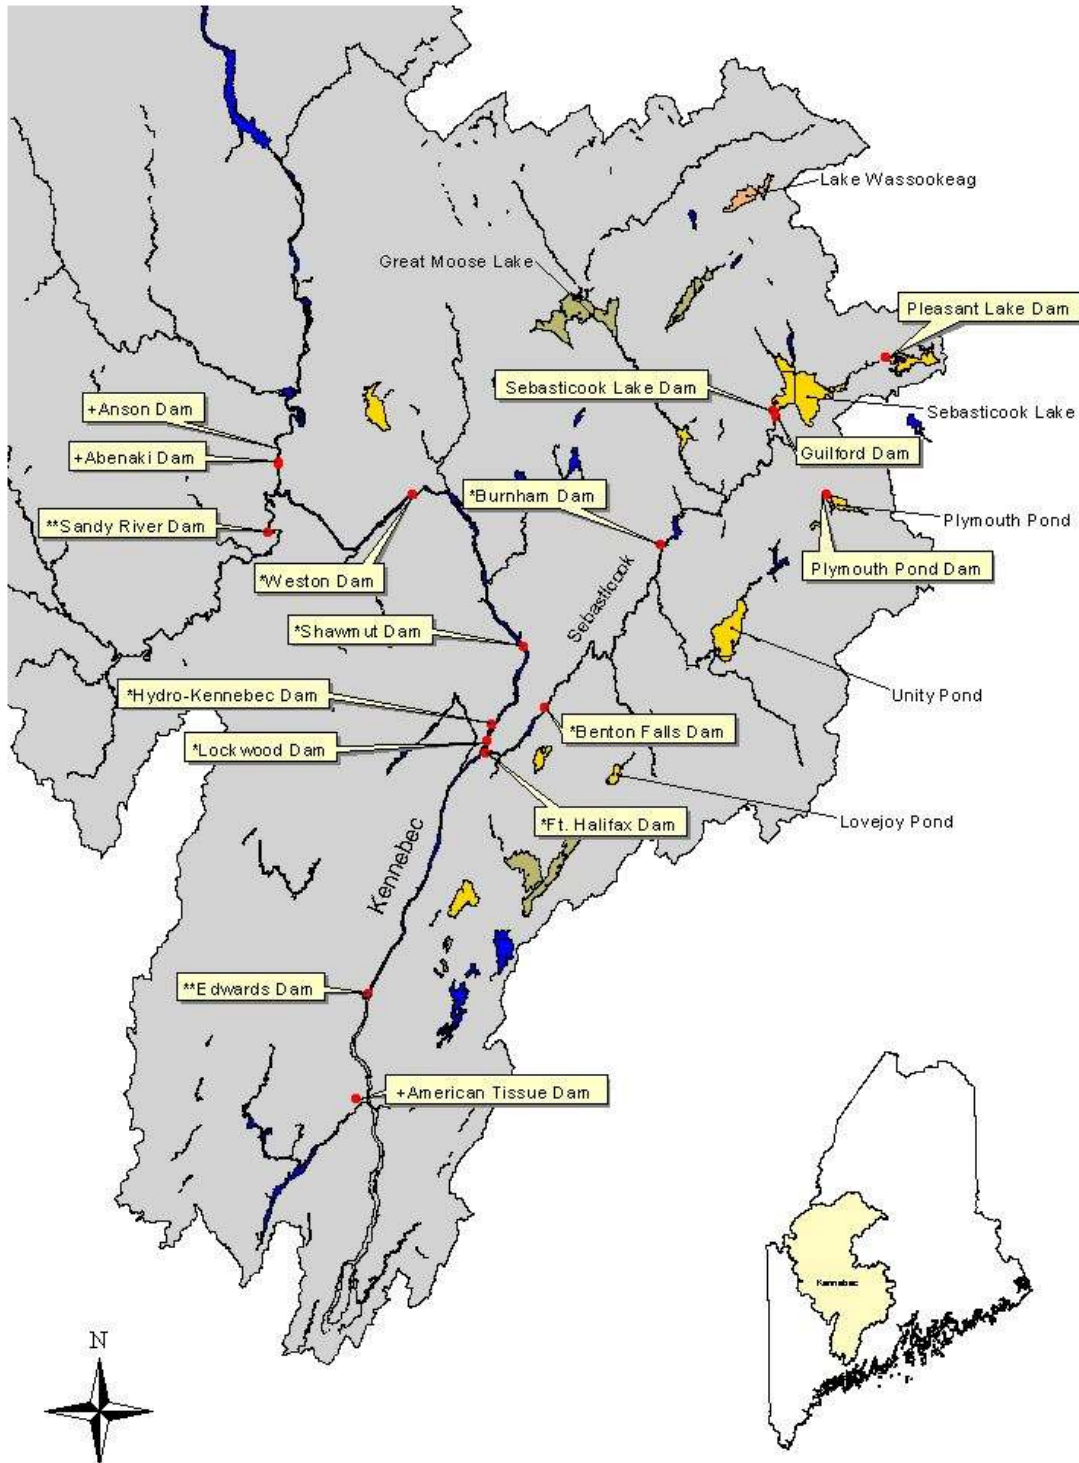 Lake Wassookeag
Great Moose Lake
Pleasant Lake Dam
Sebasticook Lake Dam
+Anson Dam
Sebasticook Lake
Guilford Dam
+Abenaki Dam
*Burnham Dam
**Sandy River Dam
Plymouth Pond
Plymouth Pond Dam
*Weston Dam
Sebasticook
*Shawmut Dam
Unity Pond
*Hydro-Kennebec Dam
*Benton Falls Dam
*Lockwood Dam
*Ft. Halifax Dam
Lovejoy Pond
Kennebec
**Edwards Dam
+American Tissue Dam
Kennebec
N